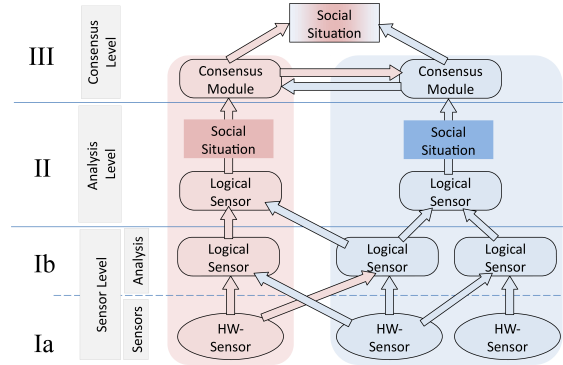 Social
Situation
III
Consensus
Level
Consensus
Module
Consensus
Module
II
Analysis
Level
Social
Situation
Social
Situation
Logical
Sensor
Logical
Sensor
Ib
Sensor Level
Analysis
Logical
Sensor
Logical
Sensor
Logical
Sensor
Ia
Sensors
HW-
Sensor
HW-
Sensor
HW-
Sensor